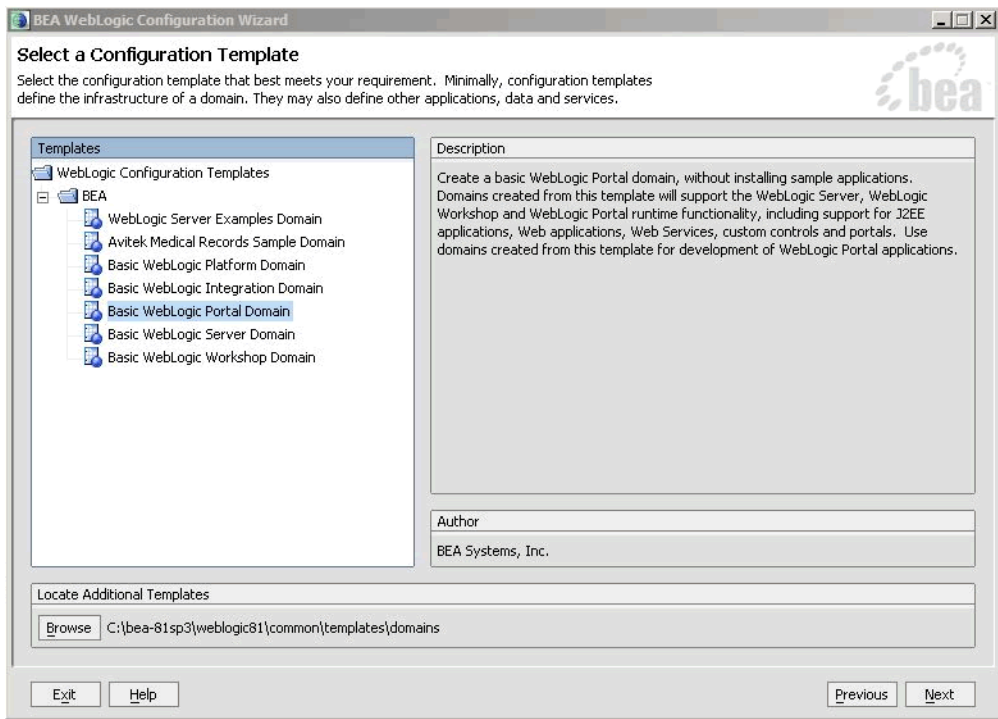 BEA WebLogic Configuration Wizard
Select a Configuration Template
Select the configuration template that best meets your requirement. Minimally, configuration templates
define the infrastructure of a domain. They may also define other applications, data and services.
bea
Templates
WebLogic Configuration Templates
BEA
WebLogic Server Examples Domain
Avitek Medical Records Sample Domain
Basic WebLogic Platform Domain
Basic WebLogic Integration Domain
Basic WebLogic Portal Domain
Basic WebLogic Server Domain
Basic WebLogic Workshop Domain
Description
Create a basic WebLogic Portal domain, without installing sample applications.
Domains created from this template will support the WebLogic Server, WebLogic
Workshop and WebLogic Portal runtime functionality, including support for J2EE
applications, Web applications, Web Services, custom controls and portals. Use
domains created from this template for development of WebLogic Portal applications.
Author
BEA Systems, Inc.
Locate Additional Templates
Browse C:\bea-81sp3\weblogic81\common\templates\domains
Exit Help Previous Next